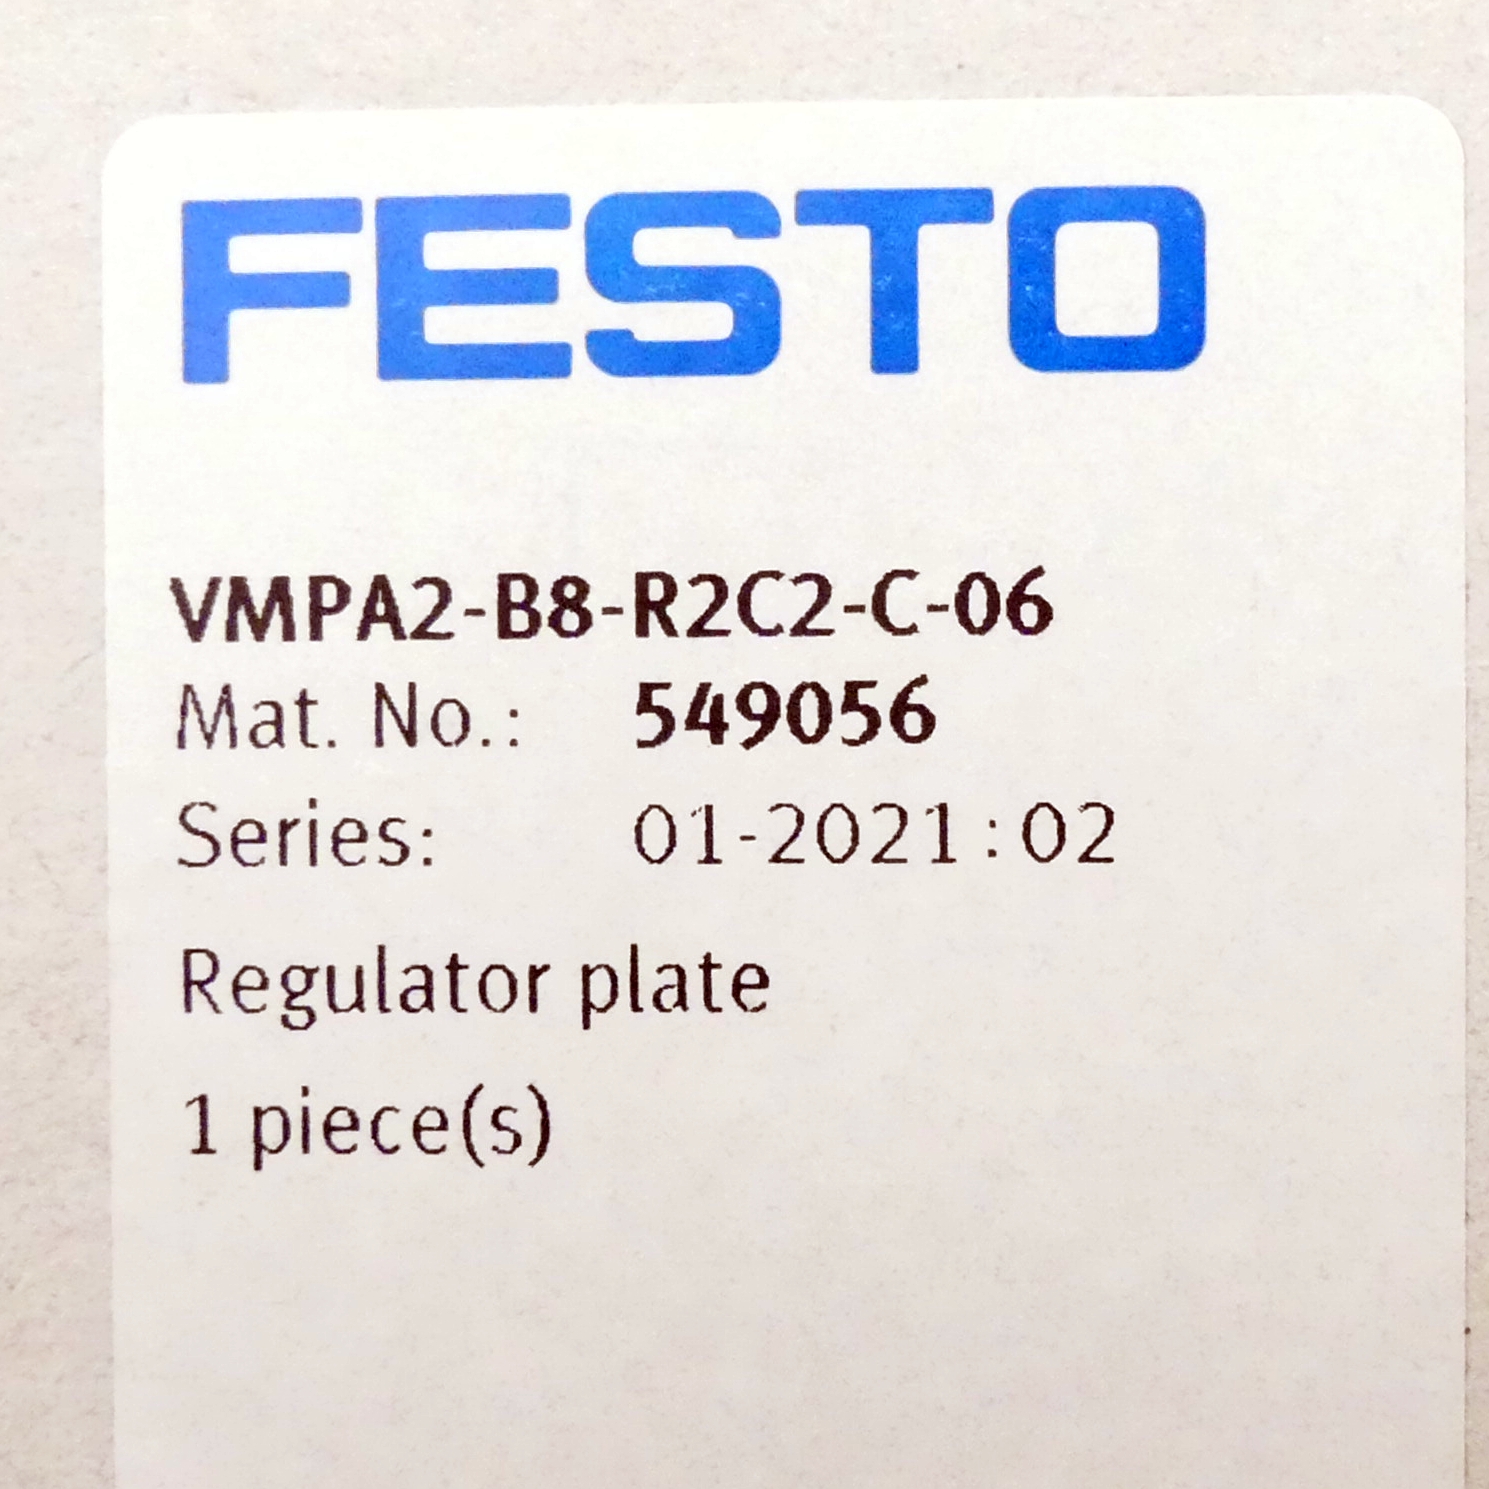 FESTO
VMPA2-B8-R2C2-C-06
Mat. No.: 549056
Series: 01-2021:02
Regulator plate
1 piece(s)